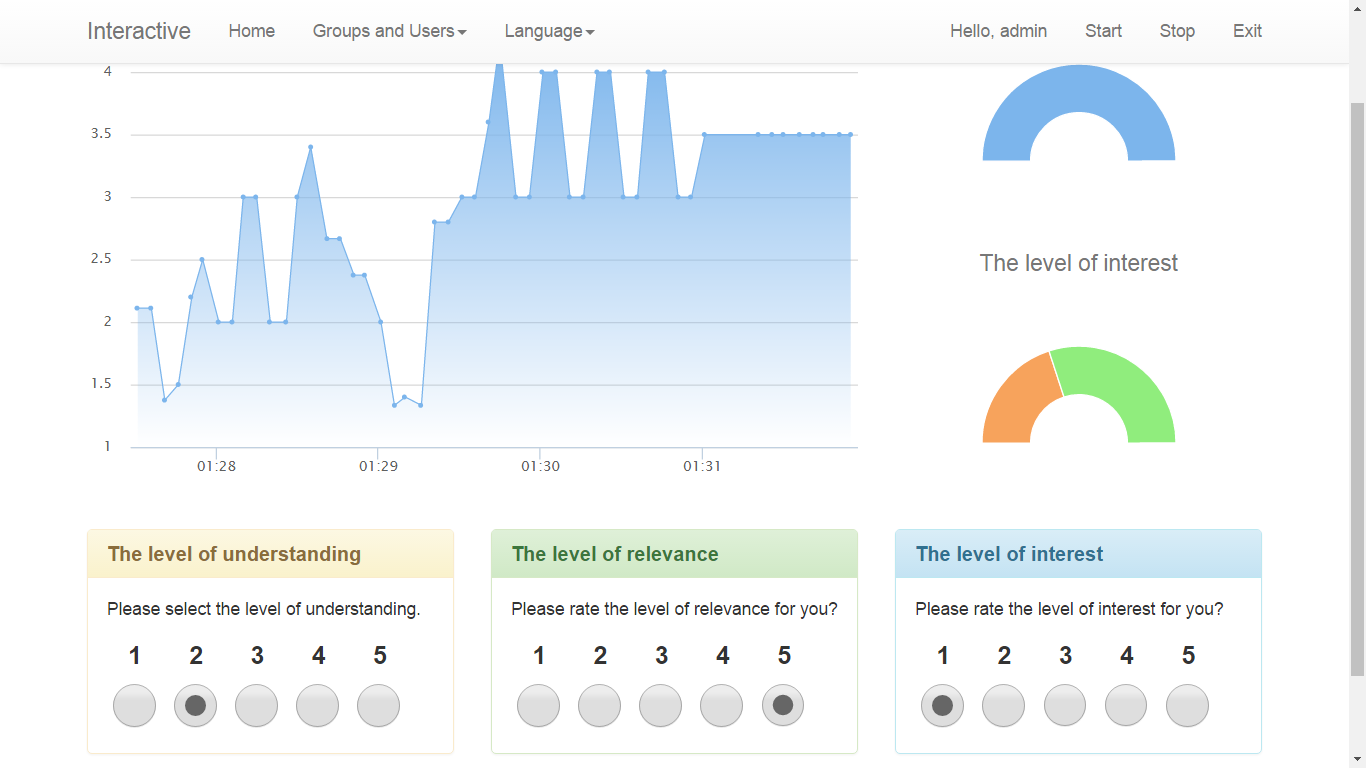 Interactive Home Groups and Users Language Hello, admin Start Stop Exit
4
3.5
3
2.5
2
1.5
1
01:28 01:29 01:30 01:31
The level of interest
The level of understanding
Please select the level of understanding.
1 2 3 4 5
The level of relevance
Please rate the level of relevance for you?
1 2 3 4 5
The level of interest
Please rate the level of interest for you?
1 2 3 4 5